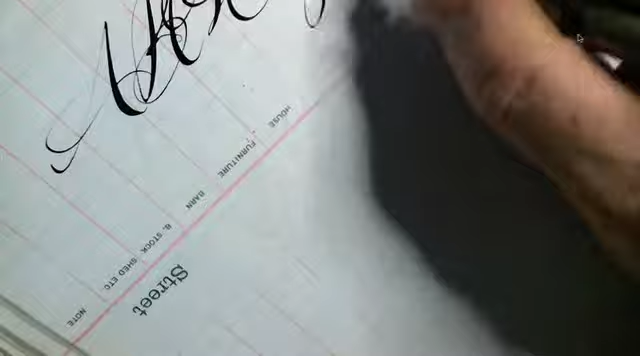 HOUSE
FURNITURE
BARN
B. STOCK
SHED ETC
NOTE
Street